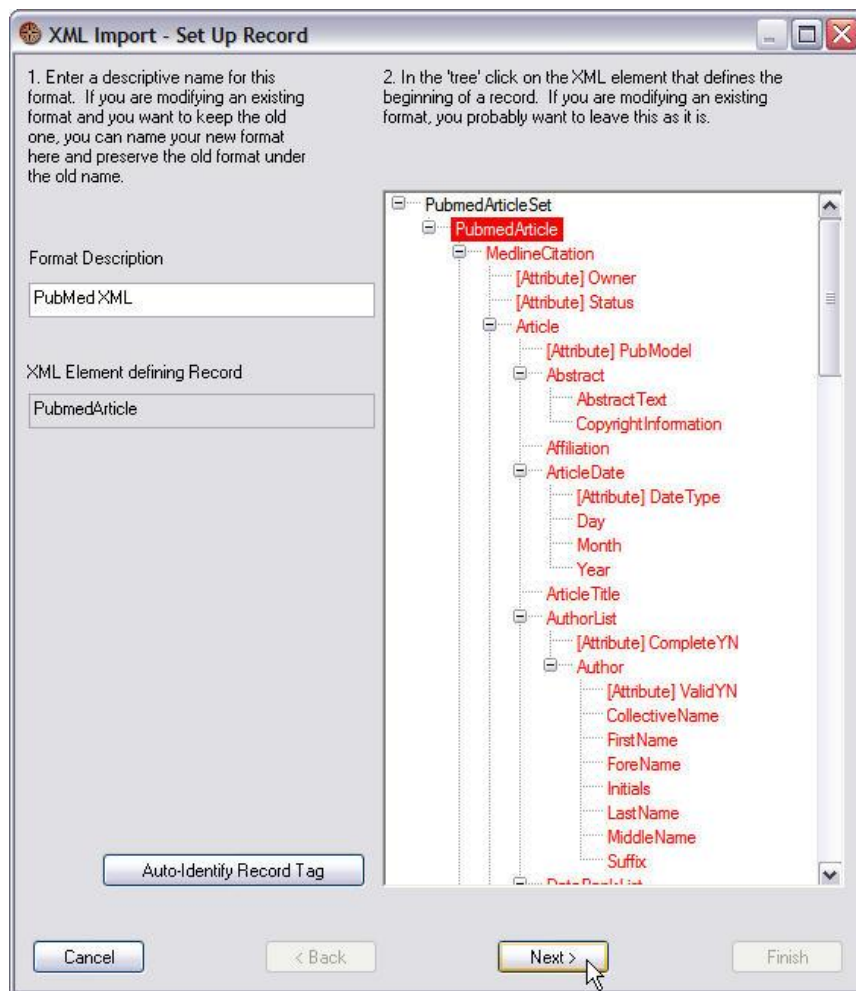 XML Import - Set Up Record
1. Enter a descriptive name for this
format. If you are modifying an existing
format and you want to keep the old
one, you can name your new format
here and preserve the old format under
the old name.
2. In the 'tree' click on the XML element that defines the
beginning of a record. If you are modifying an existing
format, you probably want to leave this as it is.
Format Description
PubMed XML
XML Element defining Record
PubmedArticle
Auto-Identify Record Tag
PubmedArticleSet
PubmedArticle
MedlineCitation
[Attribute] Owner
[Attribute] Status
Article
[Attribute] PubModel
Abstract
AbstractText
CopyrightInformation
Affiliation
ArticleDate
[Attribute] DateType
Day
Month
Year
ArticleTitle
AuthorList
[Attribute] CompleteYN
Author
[Attribute] ValidYN
CollectiveName
FirstName
ForeName
Initials
LastName
MiddleName
Suffix
DataBankList
Cancel
< Back
Next >
Finish